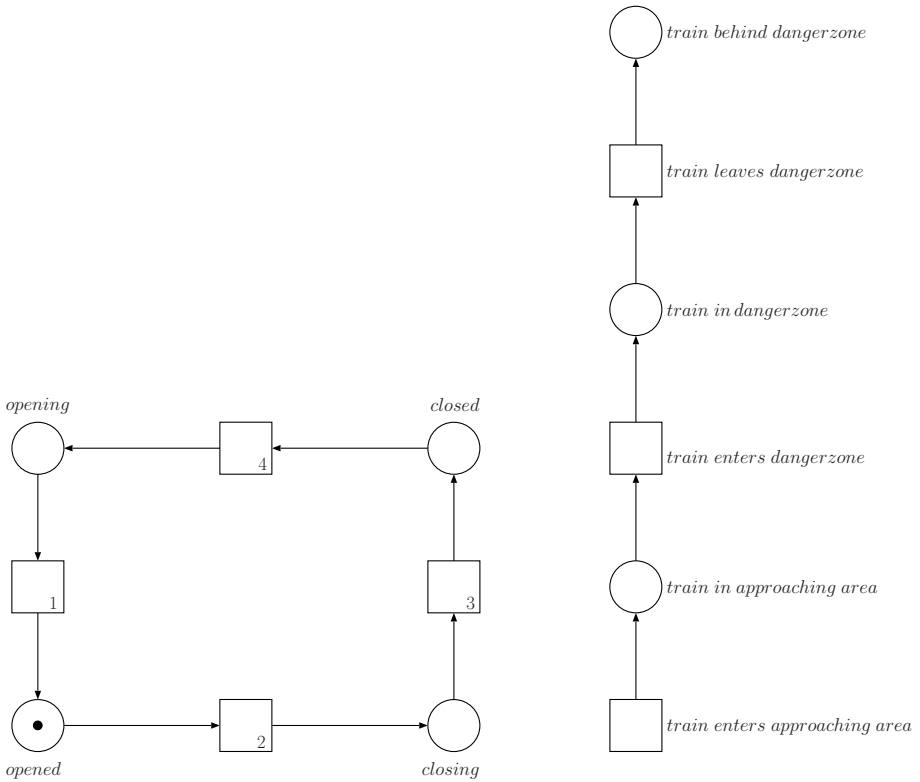 train behind dangerzone
train leaves dangerzone
train in dangerzone
opening
closed
4
train enters dangerzone
1
3
train in approaching area
2
train enters approaching area
opened
closing